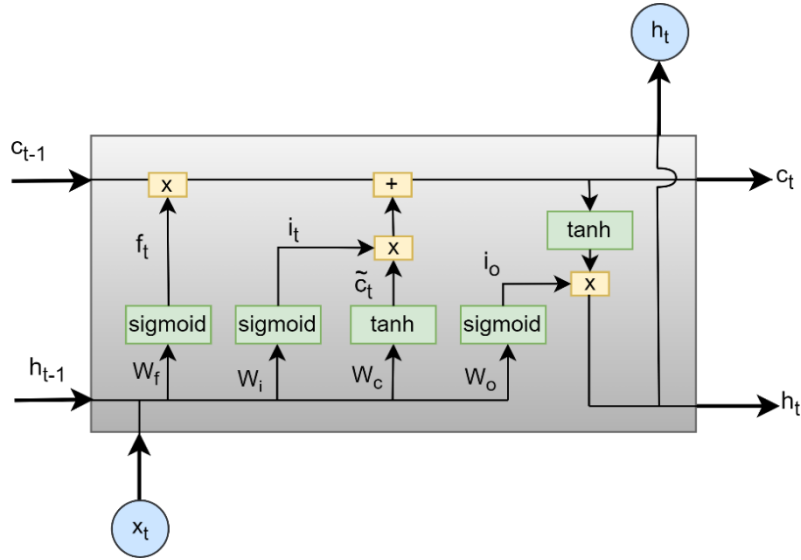 h_t
c_{t-1}
x
+
c_t
f_t
i_t
x
tanh
c̃_t
i_o
x
sigmoid
sigmoid
tanh
sigmoid
h_{t-1}
W_f
W_i
W_c
W_o
h_t
x_t